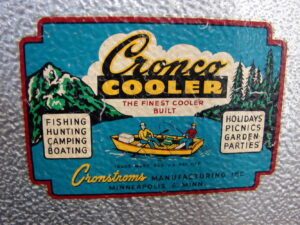 Cronco
COOLER
THE FINEST COOLER
BUILT
FISHING
HUNTING
CAMPING
BOATING
HOLIDAYS
PICNICS
GARDEN
PARTIES
Cronstroms MANUFACTURING INC
MINNEAPOLIS 6, MINN.